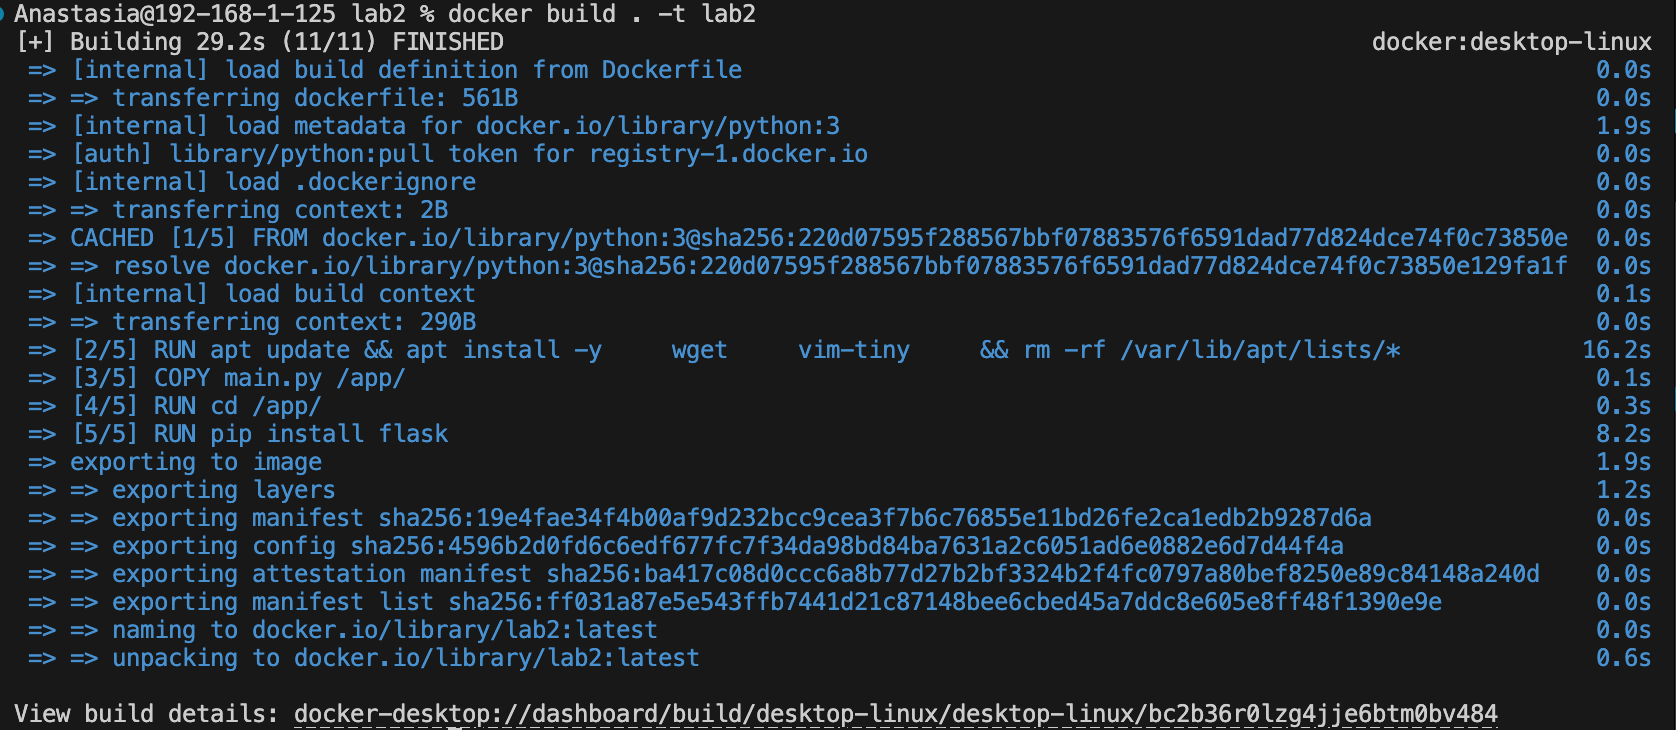 Anastasia@192-168-1-125 lab2 % docker build . -t lab2
[+] Building 29.2s (11/11) FINISHED docker:desktop-linux
=> [internal] load build definition from Dockerfile 0.0s
=> => transferring dockerfile: 561B 0.0s
=> [internal] load metadata for docker.io/library/python:3 1.9s
=> [auth] library/python:pull token for registry-1.docker.io 0.0s
=> [internal] load .dockerignore 0.0s
=> => transferring context: 2B 0.0s
=> CACHED [1/5] FROM docker.io/library/python:3@sha256:220d07595f288567bbf07883576f6591dad77d824dce74f0c73850e 0.0s
=> => resolve docker.io/library/python:3@sha256:220d07595f288567bbf07883576f6591dad77d824dce74f0c73850e129fa1f 0.0s
=> [internal] load build context 0.1s
=> => transferring context: 290B 0.0s
=> [2/5] RUN apt update && apt install -y     wget     vim-tiny     && rm -rf /var/lib/apt/lists/* 16.2s
=> [3/5] COPY main.py /app/ 0.1s
=> [4/5] RUN cd /app/ 0.3s
=> [5/5] RUN pip install flask 8.2s
=> exporting to image 1.9s
=> => exporting layers 1.2s
=> => exporting manifest sha256:19e4fae34f4b00af9d232bcc9cea3f7b6c76855e11bd26fe2ca1edb2b9287d6a 0.0s
=> => exporting config sha256:4596b2d0fd6c6edf677fc7f34da98bd84ba7631a2c6051ad6e0882e6d7d44f4a 0.0s
=> => exporting attestation manifest sha256:ba417c08d0ccc6a8b77d27b2bf3324b2f4fc0797a80bef8250e89c84148a240d 0.0s
=> => exporting manifest list sha256:ff031a87e5e543ffb7441d21c87148bee6cbed45a7ddc8e605e8ff48f1390e9e 0.0s
=> => naming to docker.io/library/lab2:latest 0.0s
=> => unpacking to docker.io/library/lab2:latest 0.6s
View build details: docker-desktop://dashboard/build/desktop-linux/desktop-linux/bc2b36r0lzg4jje6btm0bv484